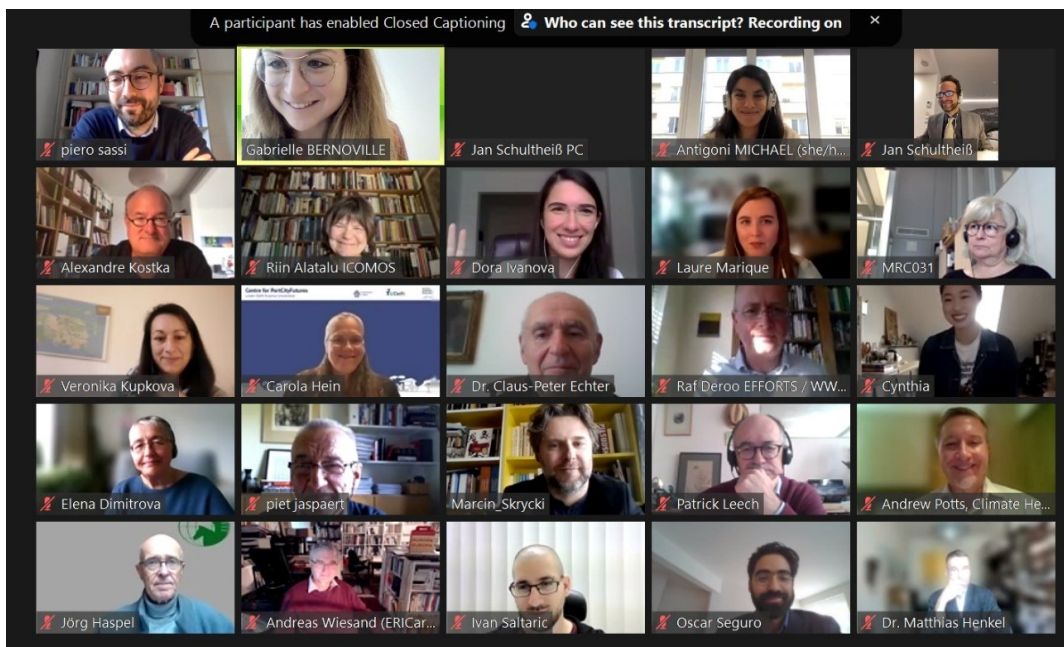 A participant has enabled Closed Captioning Who can see this transcript? Recording on
piero sassi
Gabrielle BERNOVILLE
Jan Schultheiß PC
Antigoni MICHAEL (she/h...
Jan Schultheiß
Alexandre Kostka
Riin Alatalu ICOMOS
Dora Ivanova
Laure Marique
MRC031
Centre for PortCityFutures
Veronika Kupkova
Carola Hein
Dr. Claus-Peter Echter
Raf Deroo EFFORTS / WW...
Cynthia
Elena Dimitrova
piet jaspaert
Marcin_Skrycki
Patrick Leech
Andrew Potts, Climate He...
Jörg Haspel
Andreas Wiesand (ERICar...
Ivan Saltaric
Oscar Seguro
Dr. Matthias Henkel